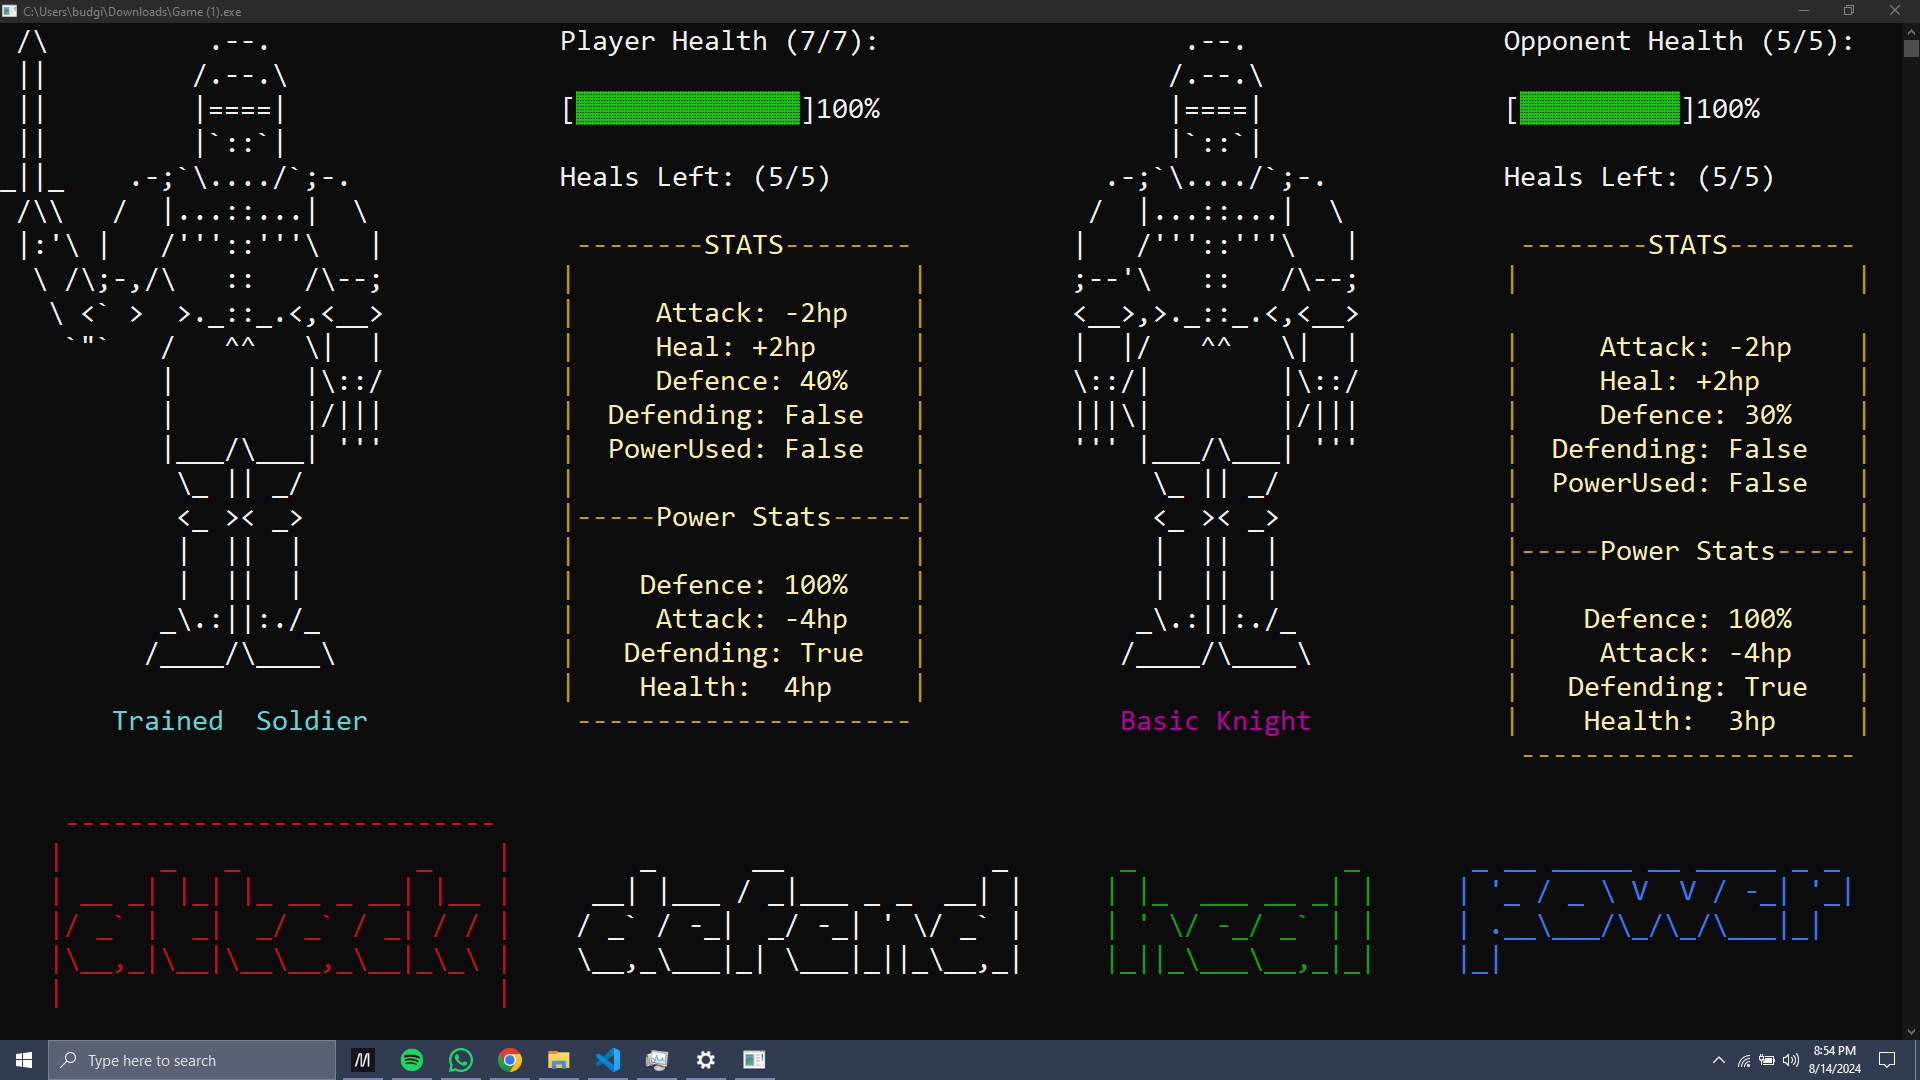 C:\Users\budgi\Downloads\Game (1).exe
Player Health (7/7):
[ ]100%
Heals Left: (5/5)
--------STATS--------
Attack: -2hp
Heal: +2hp
Defence: 40%
Defending: False
PowerUsed: False
-----Power Stats-----
Defence: 100%
Attack: -4hp
Defending: True
Health:  4hp
Trained  Soldier
Opponent Health (5/5):
[ ]100%
Heals Left: (5/5)
--------STATS--------
Attack: -2hp
Heal: +2hp
Defence: 30%
Defending: False
PowerUsed: False
-----Power Stats-----
Defence: 100%
Attack: -4hp
Defending: True
Health:  3hp
Basic Knight
attack defend heal power
Type here to search
8:54 PM
8/14/2024